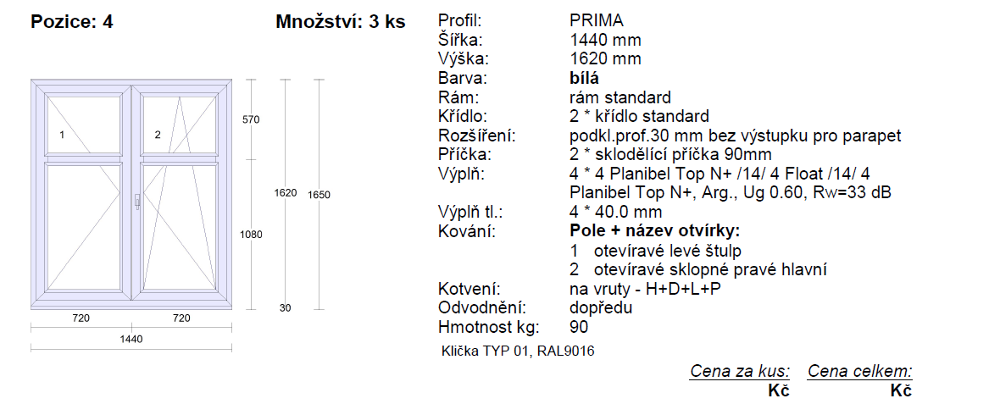 Pozice: 4
Množství: 3 ks
Profil: PRIMA
Šířka: 1440 mm
Výška: 1620 mm
Barva: bílá
Rám: rám standard
Křídlo: 2 * křídlo standard
Rozšíření: podkl.prof.30 mm bez výstupku pro parapet
Příčka: 2 * sklodělící příčka 90mm
Výplň: 4 * 4 Planibel Top N+ /14/ 4 Float /14/ 4
Planibel Top N+, Arg., Ug 0.60, Rw=33 dB
Výplň tl.: 4 * 40.0 mm
Kování: Pole + název otvírky:
1 otevíravé levé štulp
2 otevíravé sklopné pravé hlavní
Kotvení: na vruty - H+D+L+P
Odvodnění: dopředu
Hmotnost kg: 90
Klička TYP 01, RAL9016
Cena za kus: Cena celkem:
Kč Kč
1
2
570
1620
1650
1080
30
720
720
1440